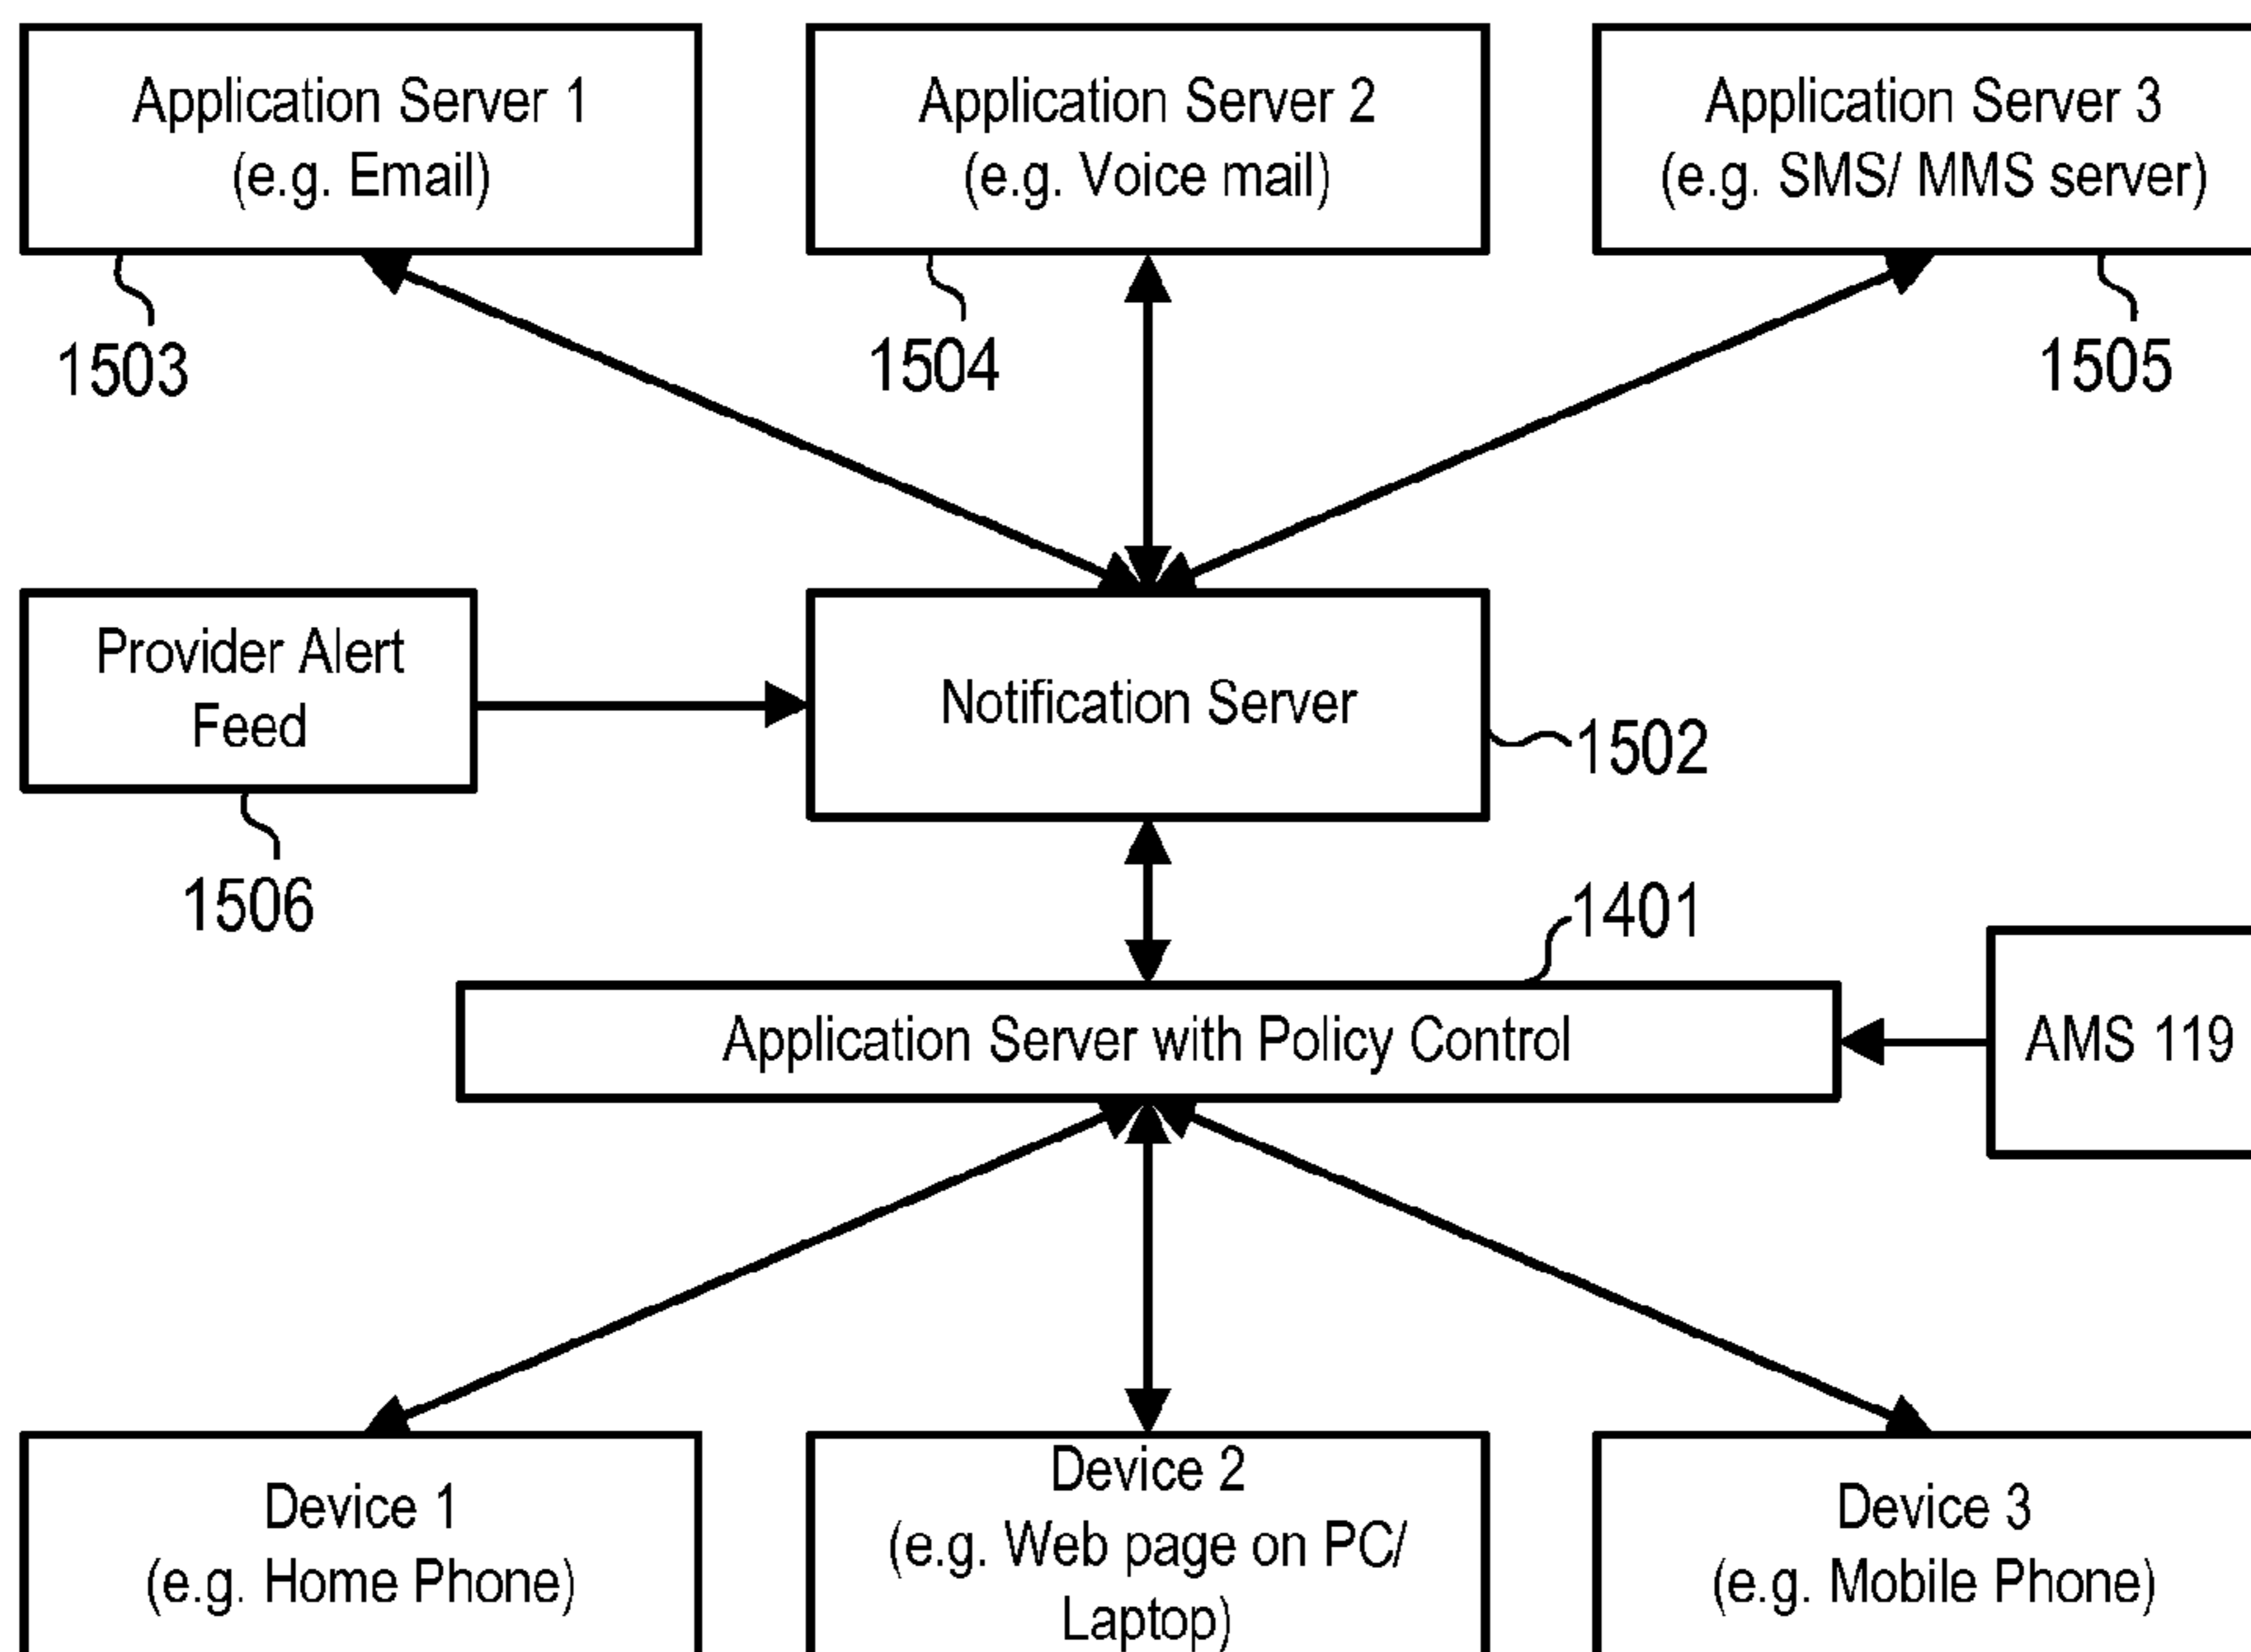 Application Server 1
(e.g. Email)
Application Server 2
(e.g. Voice mail)
Application Server 3
(e.g. SMS/ MMS server)
1503
1504
1505
Provider Alert
Feed
Notification Server
1502
1506
1401
Application Server with Policy Control
AMS 119
Device 1
(e.g. Home Phone)
Device 2
(e.g. Web page on PC/
Laptop)
Device 3
(e.g. Mobile Phone)